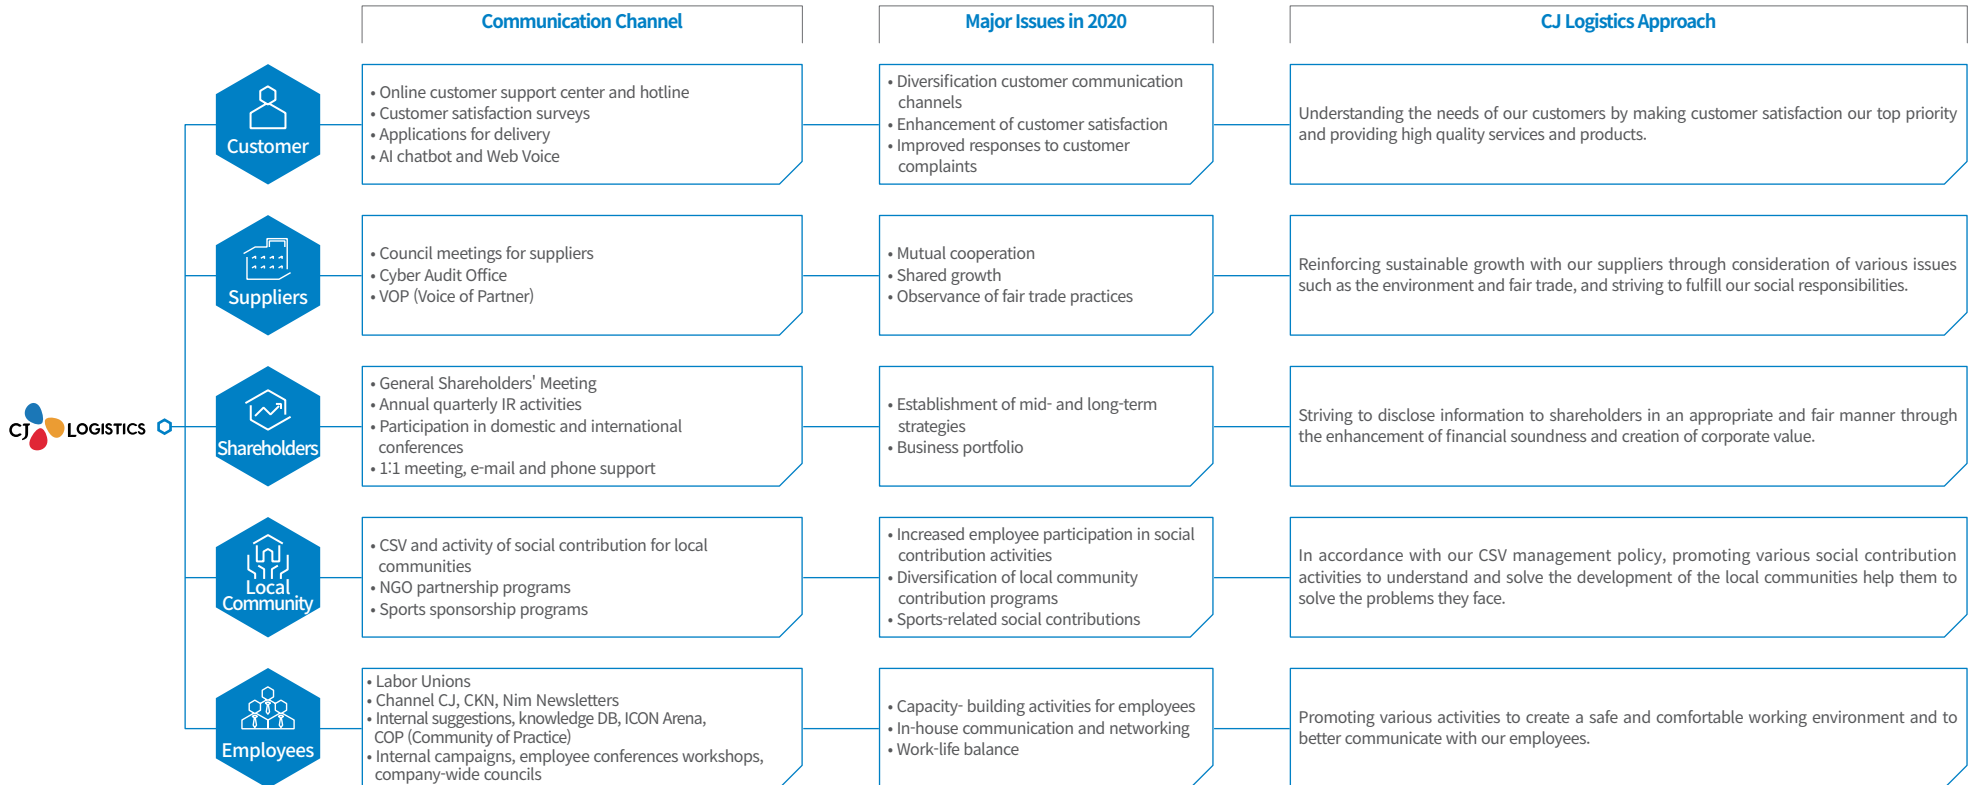 Communication Channel
Major Issues in 2020
CJ Logistics Approach
CJ LOGISTICS
Customer
• Online customer support center and hotline
• Customer satisfaction surveys
• Applications for delivery
• AI chatbot and Web Voice
• Diversification customer communication
channels
• Enhancement of customer satisfaction
• Improved responses to customer
complaints
Understanding the needs of our customers by making customer satisfaction our top priority
and providing high quality services and products.
Suppliers
• Council meetings for suppliers
• Cyber Audit Office
• VOP (Voice of Partner)
• Mutual cooperation
• Shared growth
• Observance of fair trade practices
Reinforcing sustainable growth with our suppliers through consideration of various issues
such as the environment and fair trade, and striving to fulfill our social responsibilities.
Shareholders
• General Shareholders' Meeting
• Annual quarterly IR activities
• Participation in domestic and international
conferences
• 1:1 meeting, e-mail and phone support
• Establishment of mid- and long-term
strategies
• Business portfolio
Striving to disclose information to shareholders in an appropriate and fair manner through
the enhancement of financial soundness and creation of corporate value.
Local
Community
• CSV and activity of social contribution for local
communities
• NGO partnership programs
• Sports sponsorship programs
• Increased employee participation in social
contribution activities
• Diversification of local community
contribution programs
• Sports-related social contributions
In accordance with our CSV management policy, promoting various social contribution
activities to understand and solve the development of the local communities help them to
solve the problems they face.
Employees
• Labor Unions
• Channel CJ, CKN, Nim Newsletters
• Internal suggestions, knowledge DB, ICON Arena,
COP (Community of Practice)
• Internal campaigns, employee conferences workshops,
company-wide councils
• Capacity- building activities for employees
• In-house communication and networking
• Work-life balance
Promoting various activities to create a safe and comfortable working environment and to
better communicate with our employees.